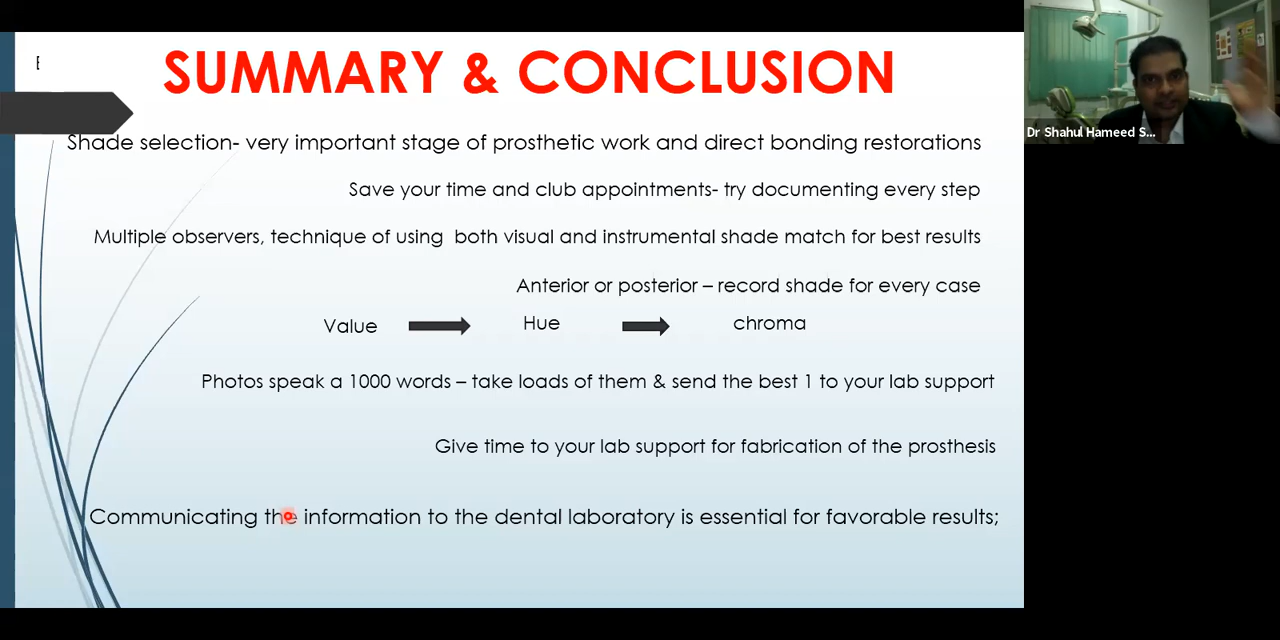 SUMMARY & CONCLUSION
Shade selection- very important stage of prosthetic work and direct bonding restorations
Save your time and club appointments- try documenting every step
Multiple observers, technique of using  both visual and instrumental shade match for best results
Anterior or posterior – record shade for every case
Value Hue chroma
Photos speak a 1000 words – take loads of them & send the best 1 to your lab support
Give time to your lab support for fabrication of the prosthesis
Communicating the information to the dental laboratory is essential for favorable results;
Dr Shahul Hameed S...